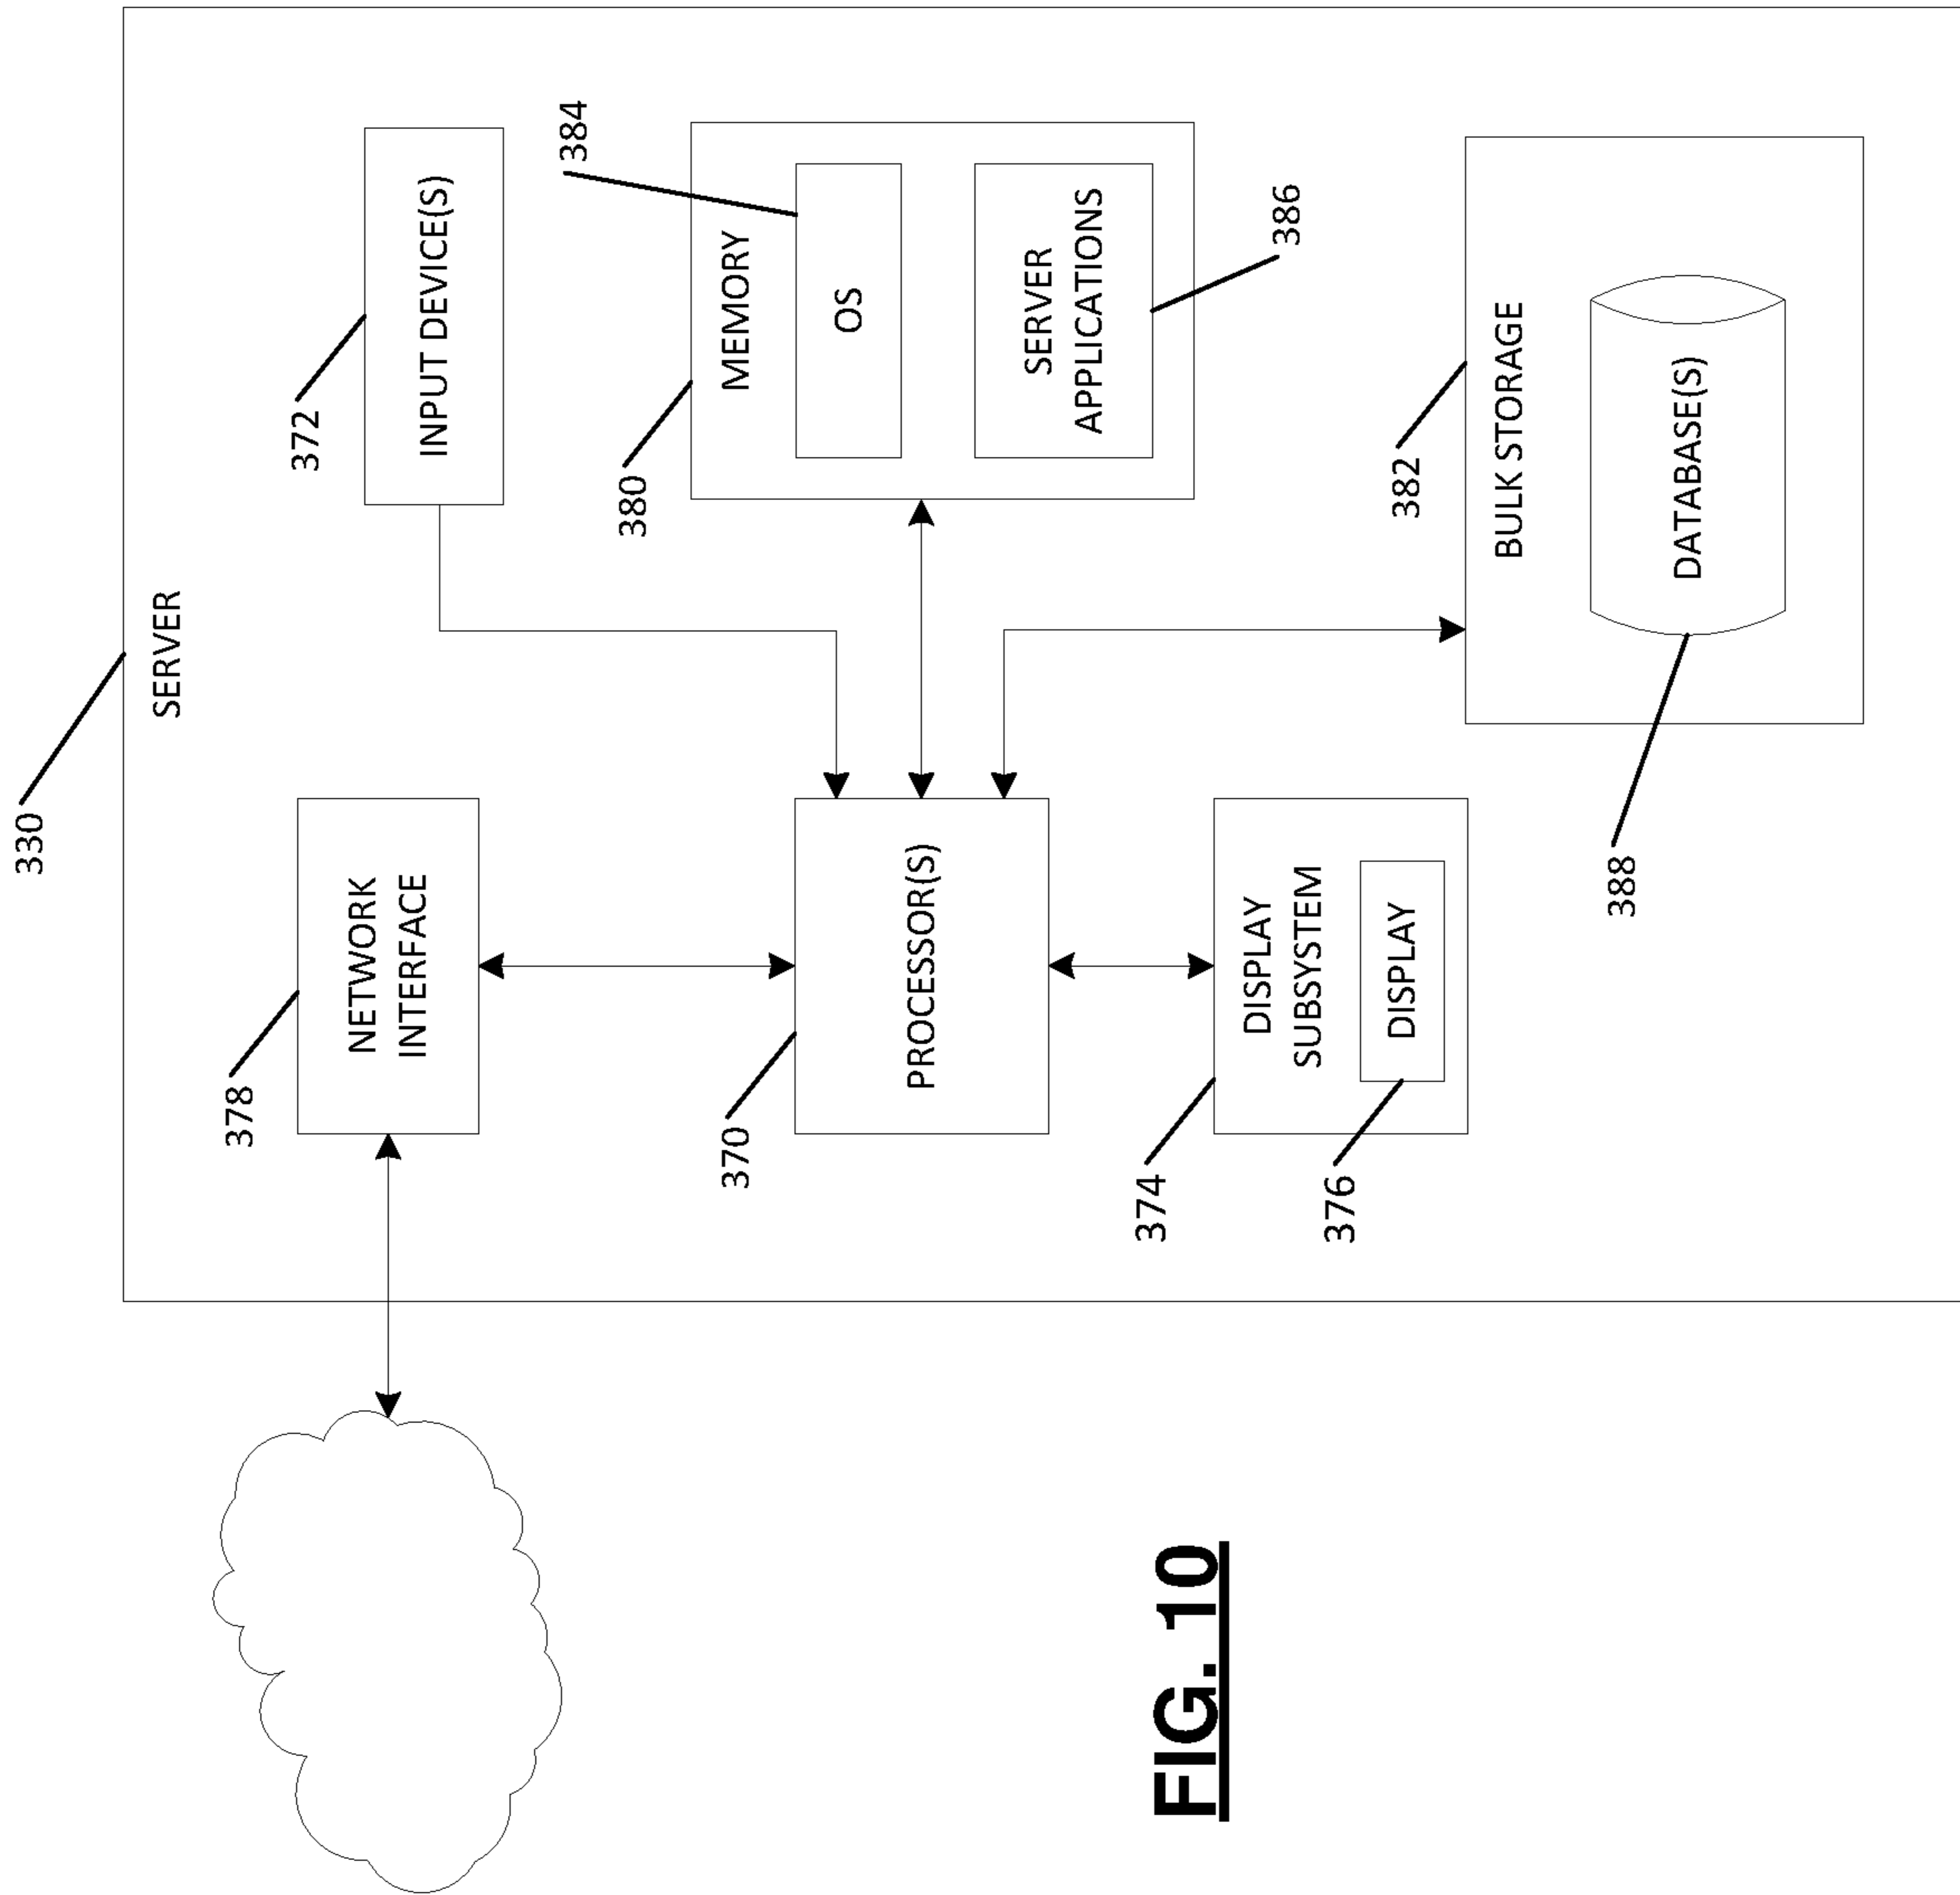 330
SERVER
378
NETWORK
INTERFACE
372
INPUT DEVICE(S)
384
380
MEMORY
OS
370
PROCESSOR(S)
SERVER
APPLICATIONS
386
374
DISPLAY
SUBSYSTEM
376
DISPLAY
382
BULK STORAGE
388
DATABASE(S)
FIG. 10